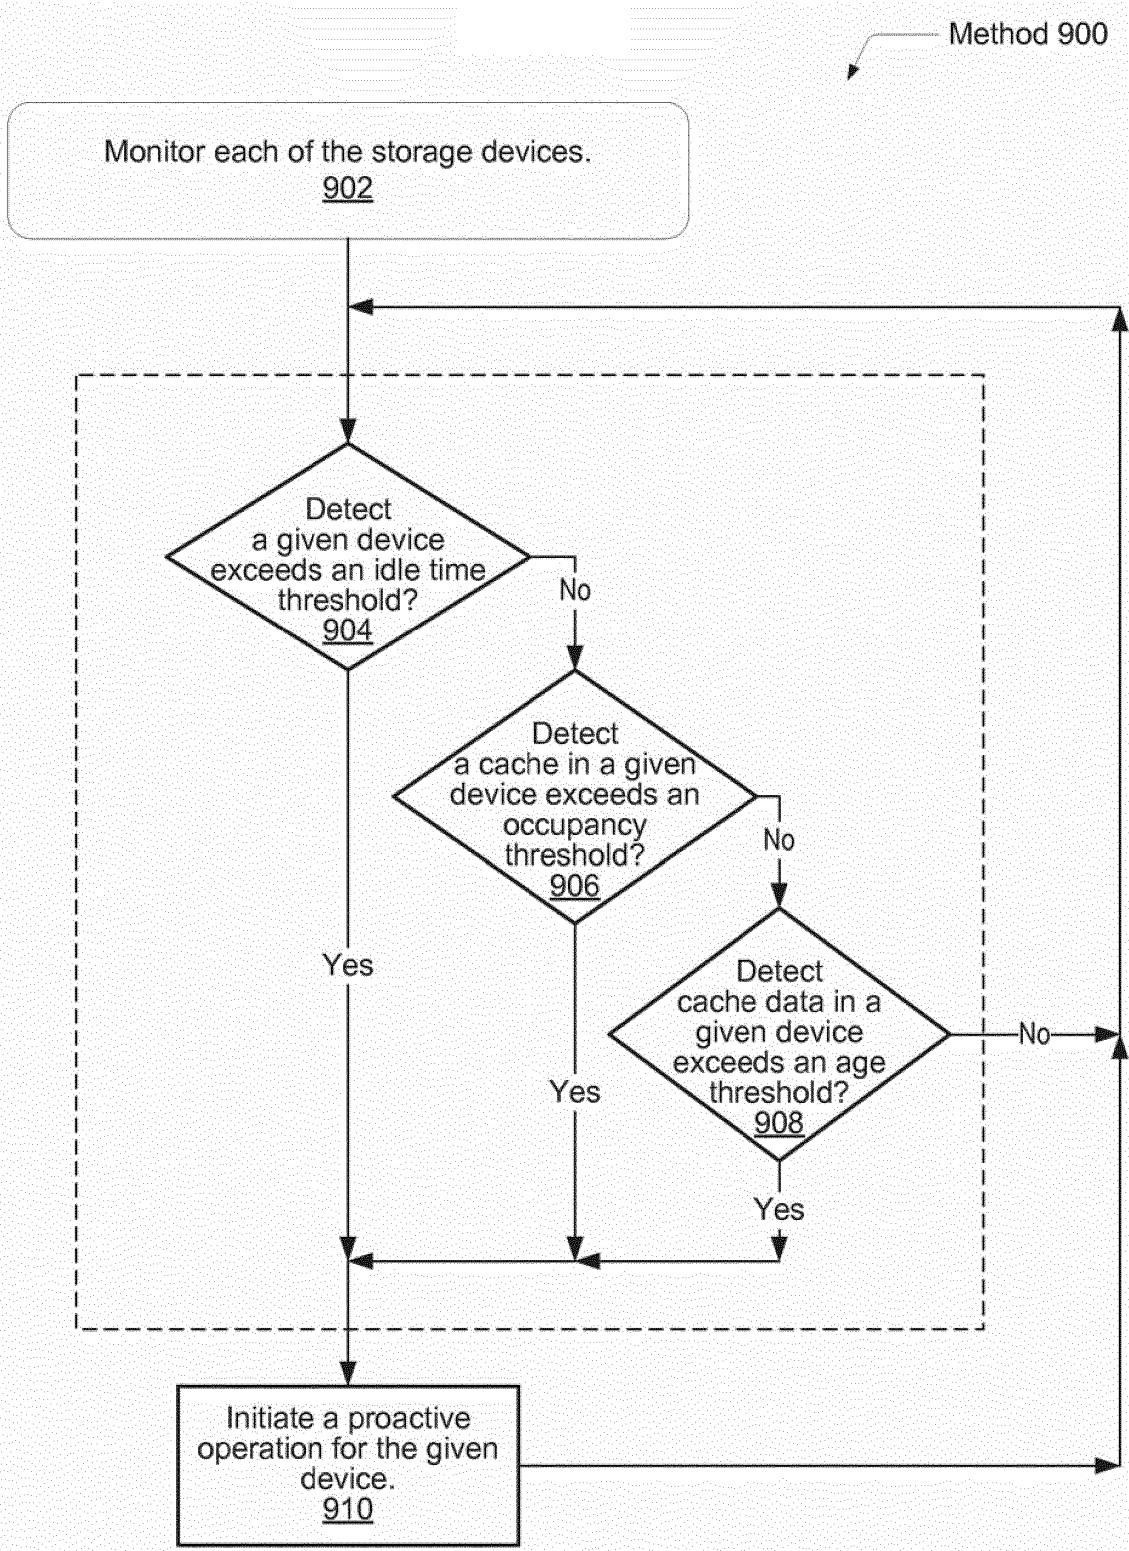 Method 900
Monitor each of the storage devices.
902
Detect
a given device
exceeds an idle time
threshold?
904
No
Detect
a cache in a given
device exceeds an
occupancy
threshold?
906
No
Detect
cache data in a
given device
exceeds an age
threshold?
908
No
Yes
Yes
Yes
Initiate a proactive
operation for the given
device.
910